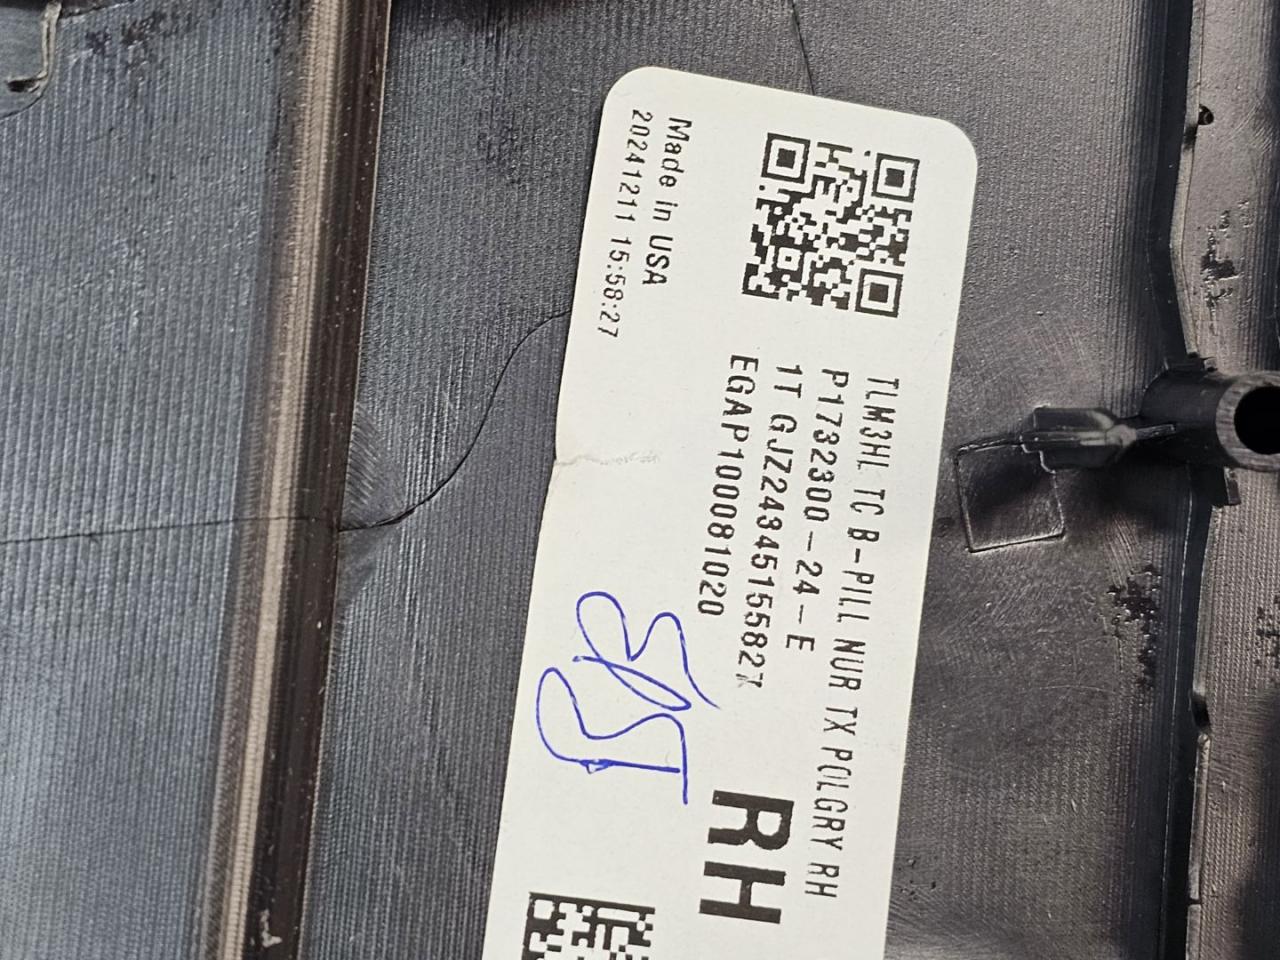 TLM3HL TC B-PILL NUR TX POLGRY RH
P1732300-24-E
1T GJZ24345155827
EGAP100081020
Made in USA
20241211 15:58:27
RH